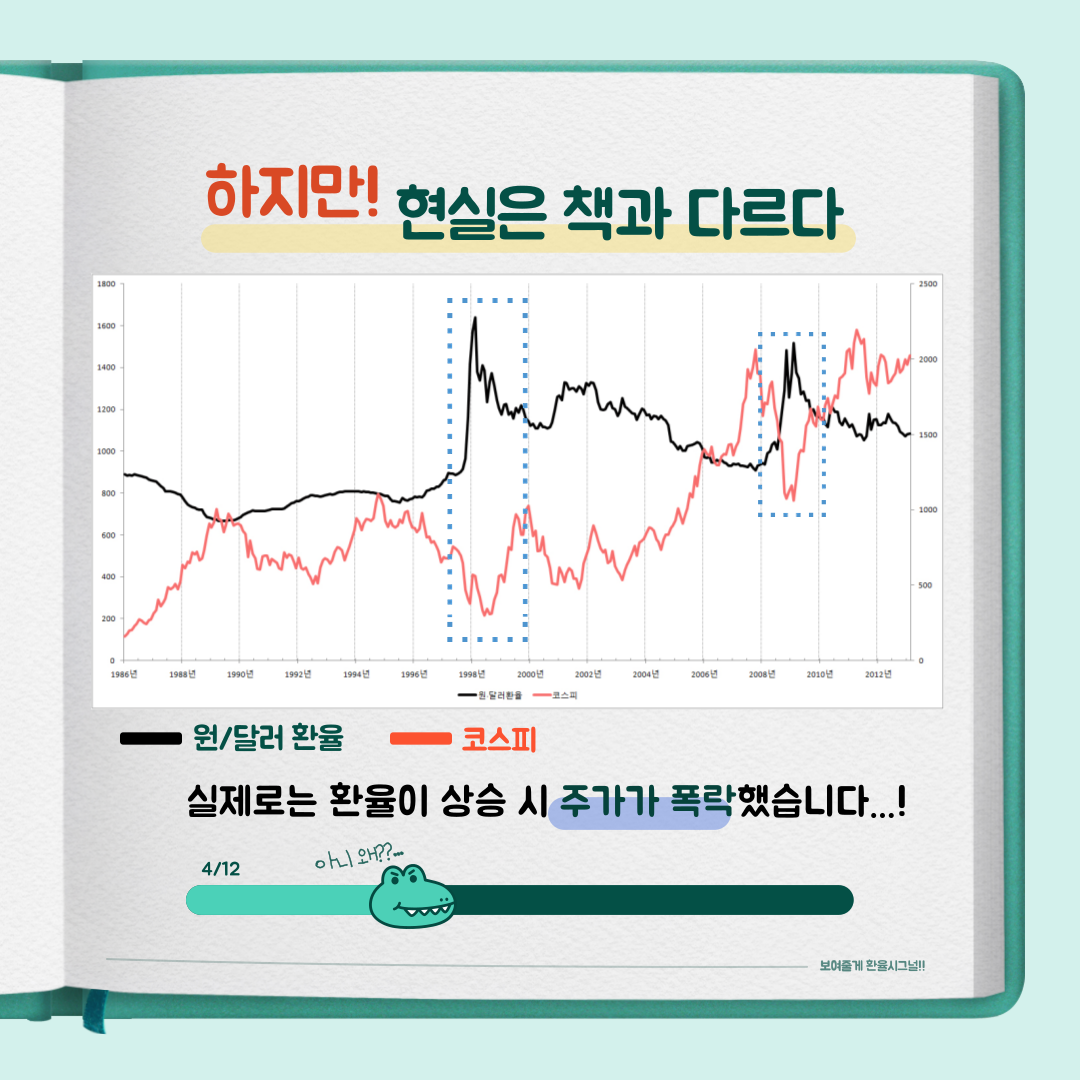 하지만! 현실은 책과 다르다
1800 2500
1600
1400 2000
1200
1000 1500
800
1000
600
400 500
200
0 0
1986년 1988년 1990년 1992년 1994년 1996년 1998년 2000년 2002년 2004년 2006년 2008년 2010년 2012년
원·달러환율 코스피
원/달러 환율 코스피
실제로는 환율이 상승 시 주가가 폭락했습니다...!
아니 왜??...
4/12
보여줄게 환율시그널!!